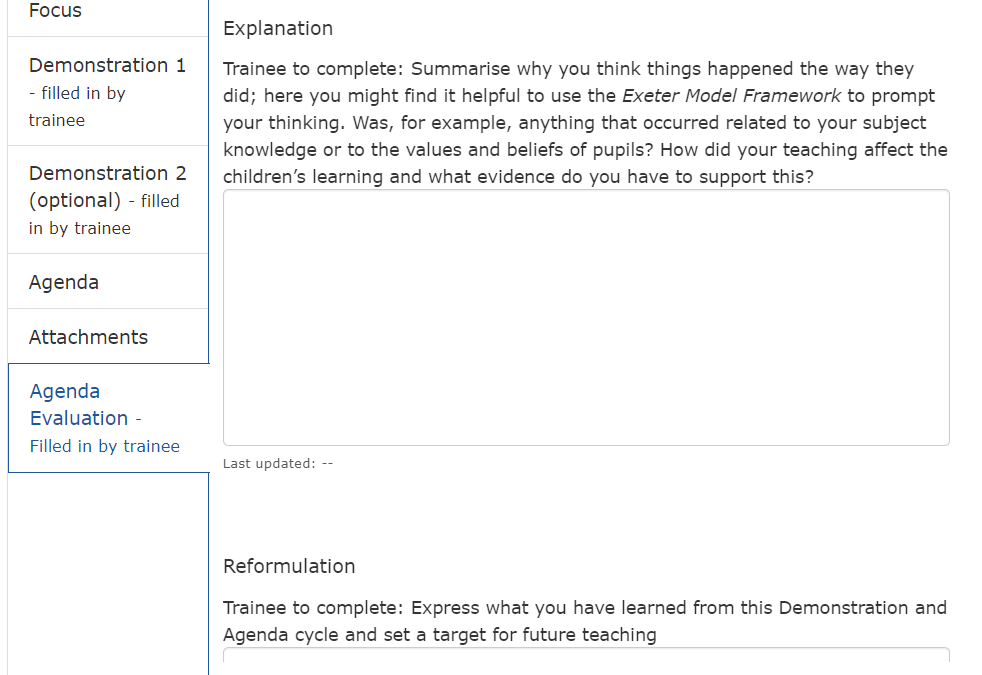 Focus
Demonstration 1
- filled in by
trainee
Demonstration 2
(optional) - filled
in by trainee
Agenda
Attachments
Agenda
Evaluation -
Filled in by trainee
Explanation
Trainee to complete: Summarise why you think things happened the way they
did; here you might find it helpful to use the Exeter Model Framework to prompt
your thinking. Was, for example, anything that occurred related to your subject
knowledge or to the values and beliefs of pupils? How did your teaching affect the
children’s learning and what evidence do you have to support this?
Last updated: --
Reformulation
Trainee to complete: Express what you have learned from this Demonstration and
Agenda cycle and set a target for future teaching